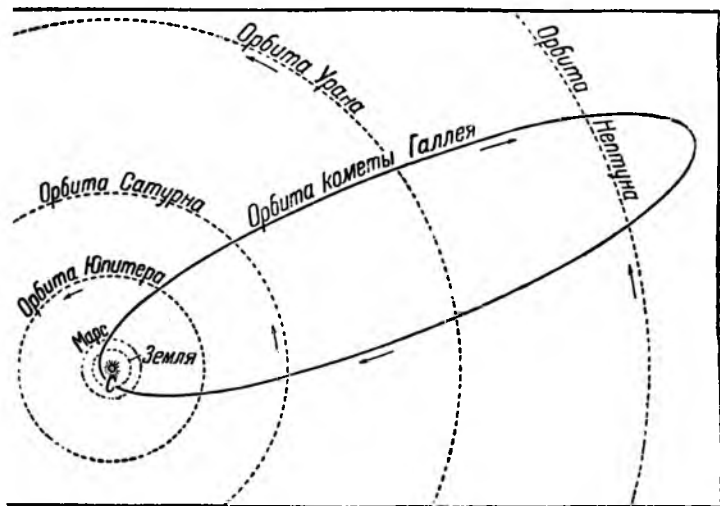 Орбита Урана
Орбита
Нептуна
Орбита кометы Галлея
Орбита Сатурна
Орбита Юпитера
Марс
Земля
С